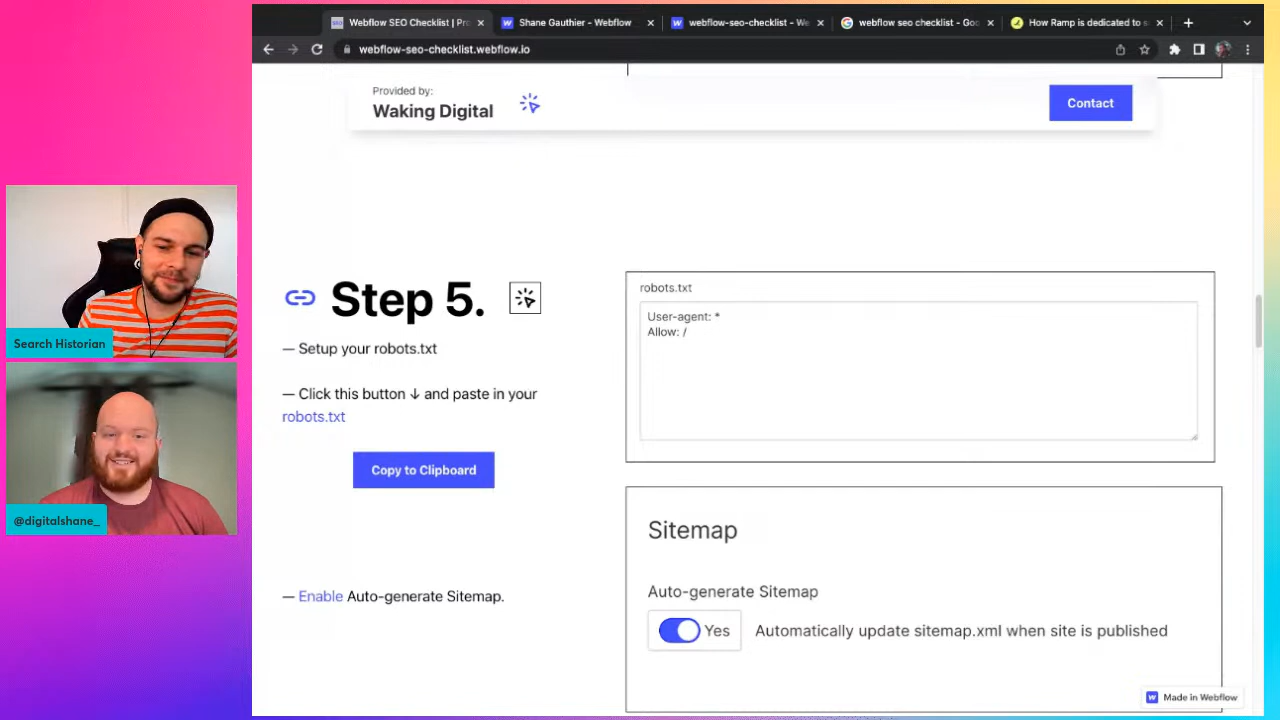 Webflow SEO Checklist | Pro
Shane Gauthier - Webflow
webflow-seo-checklist - We
webflow seo checklist - Goo
How Ramp is dedicated to s
webflow-seo-checklist.webflow.io
Provided by:
Waking Digital
Contact
Step 5.
— Setup your robots.txt
— Click this button ↓ and paste in your
robots.txt
Copy to Clipboard
— Enable Auto-generate Sitemap.
robots.txt
User-agent: *
Allow: /
Sitemap
Auto-generate Sitemap
Yes
Automatically update sitemap.xml when site is published
Made in Webflow
Search Historian
@digitalshane_